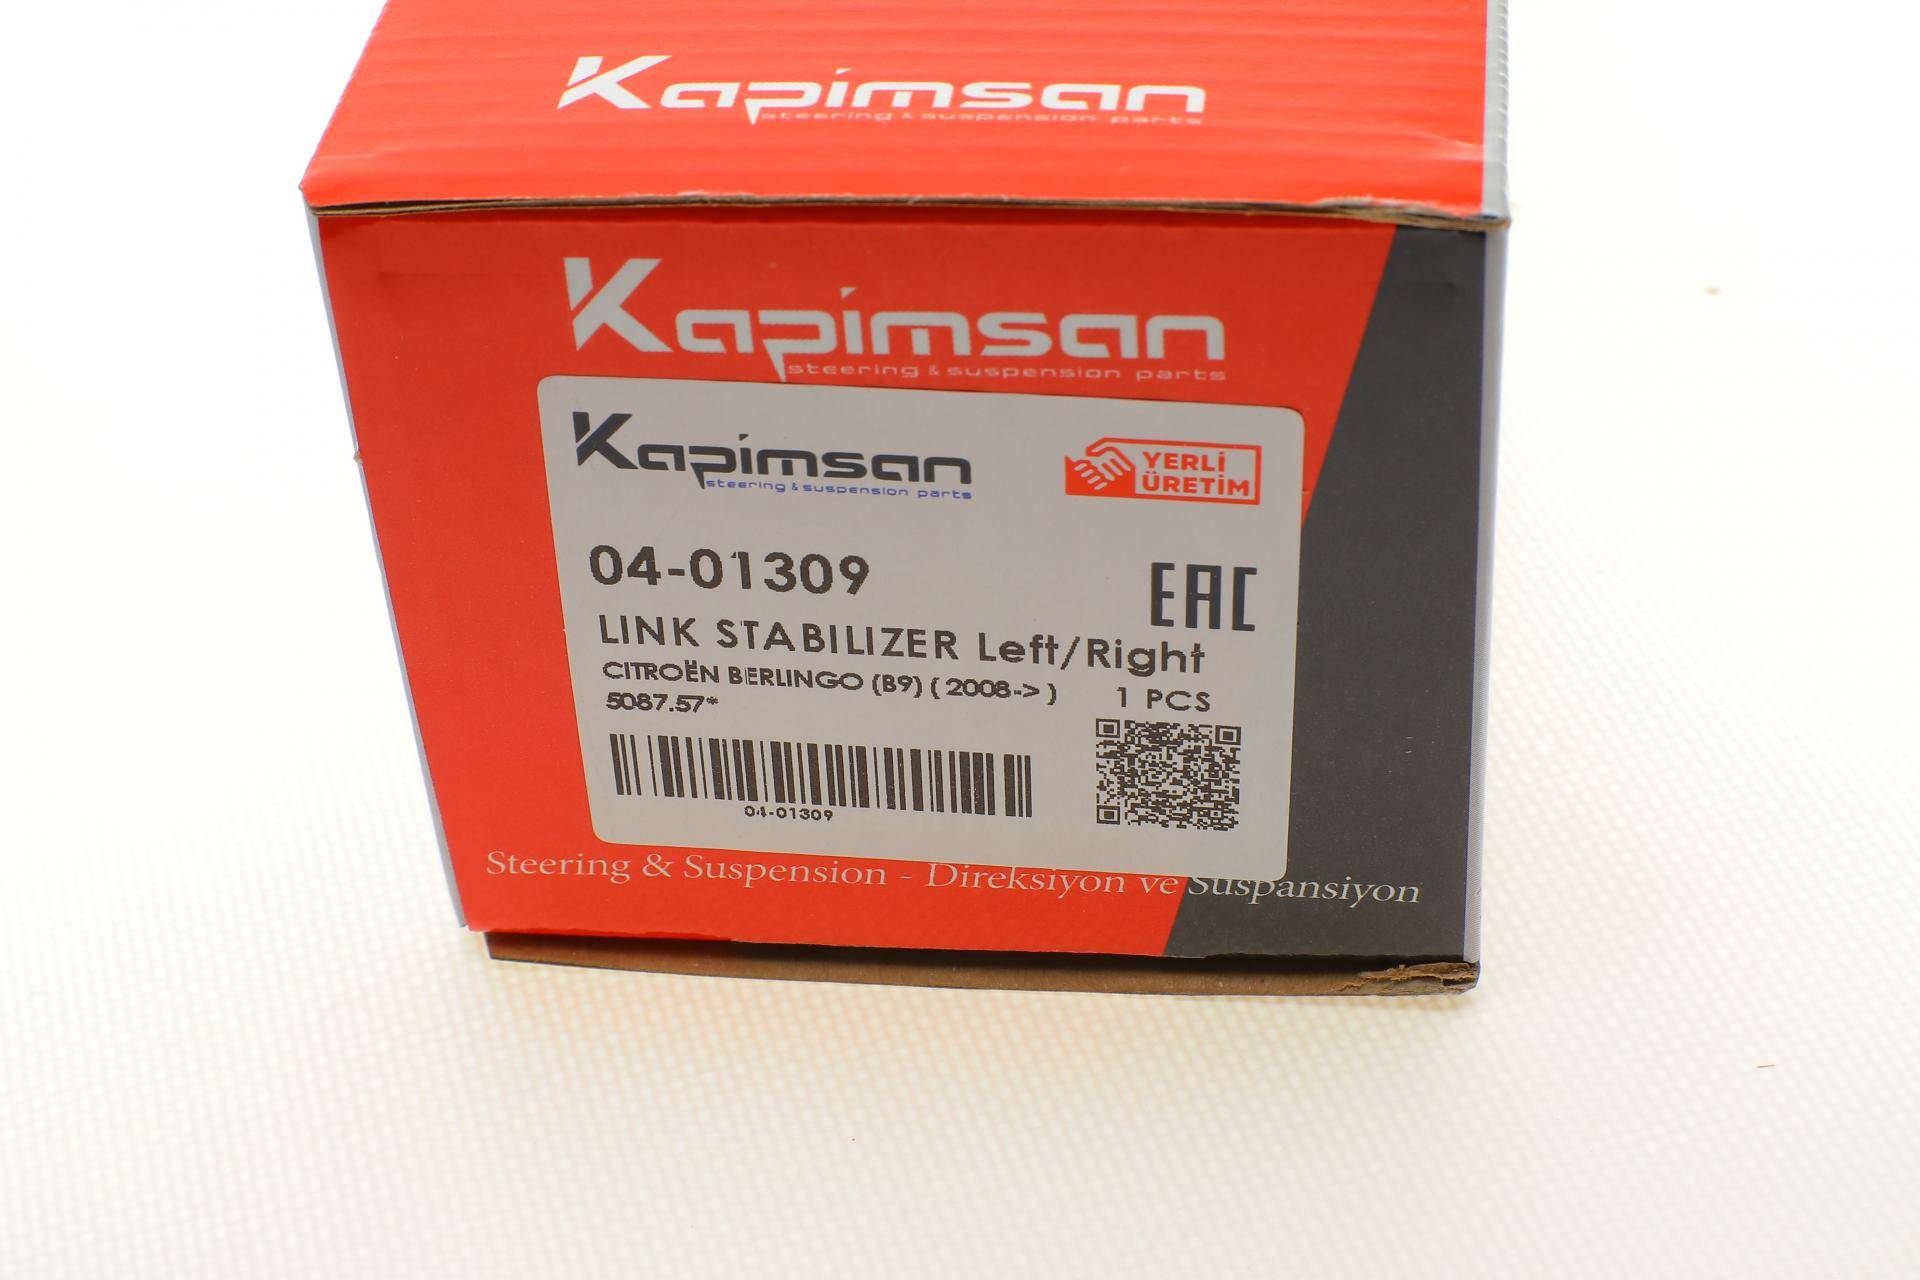 Kapimsan
steering & suspension parts
Kapimsan
steering & suspension parts
Kapimsan
steering & suspension parts
YERLİ
ÜRETİM
04-01309
EAC
LINK STABILIZER Left/Right
CITROËN BERLINGO (B9) ( 2008-> )
1 PCS
5087.57*
04-01309
Steering & Suspension - Direksiyon ve Suspansiyon